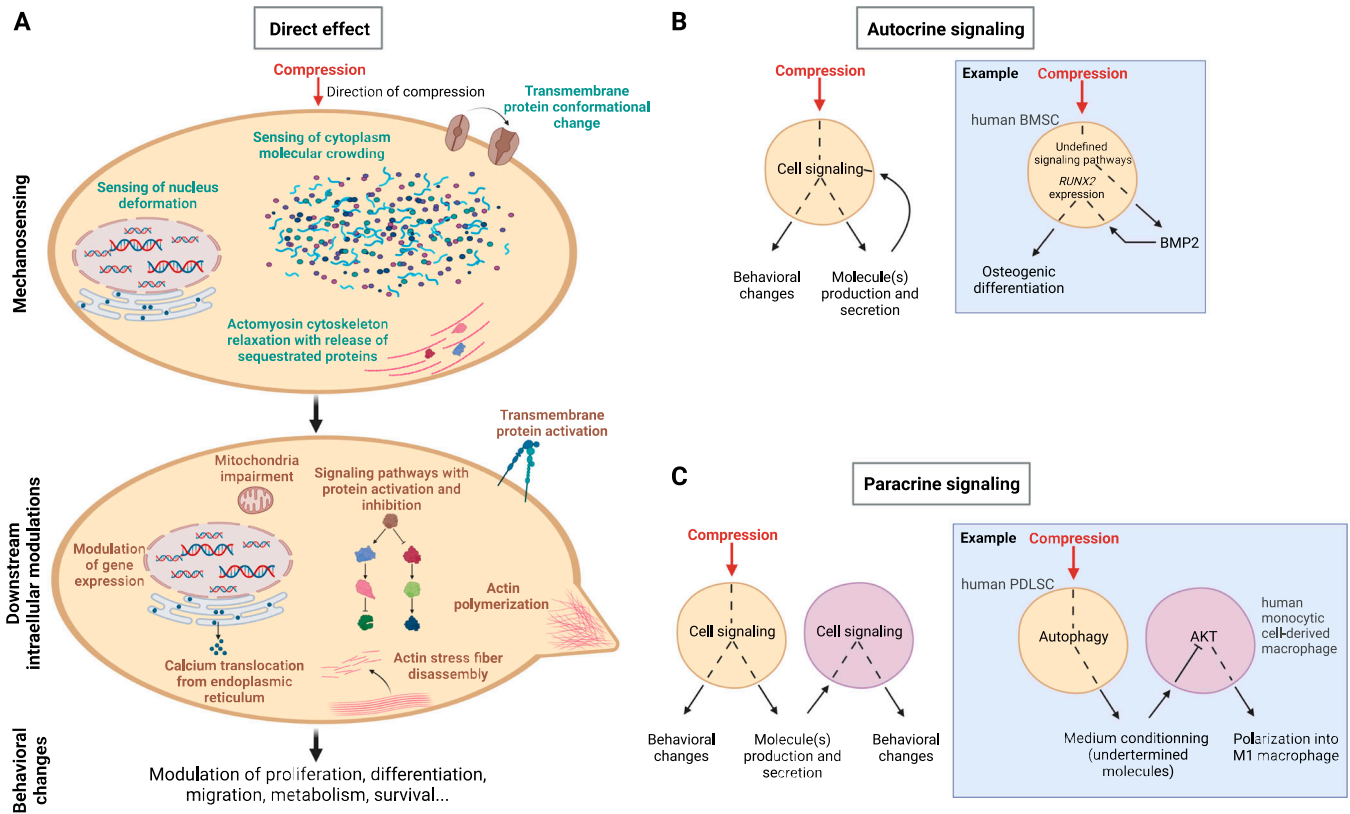 A
Direct effect
Compression
Direction of compression
Transmembrane
protein conformational
change
Sensing of cytoplasm
molecular crowding
Sensing of nucleus
deformation
Actomyosin cytoskeleton
relaxation with release of
sequestrated proteins
Mechanosensing
Transmembrane
protein activation
Mitochondria
impairment
Signaling pathways with
protein activation and
inhibition
Modulation
of gene
expression
Actin
polymerization
Calcium translocation
from endoplasmic
reticulum
Actin stress fiber
disassembly
Downstream
intraellular modulations
Behavioral
changes
Modulation of proliferation, differentiation,
migration, metabolism, survival...
B
Autocrine signaling
Compression
Cell signaling
Behavioral
changes
Molecule(s)
production and
secretion
Example
Compression
human BMSC
Undefined
signaling pathways
RUNX2
expression
BMP2
Osteogenic
differentiation
C
Paracrine signaling
Compression
Cell signaling
Cell signaling
Behavioral
changes
Molecule(s)
production and
secretion
Behavioral
changes
Example
Compression
human PDLSC
Autophagy
AKT
human
monocytic
cell-derived
macrophage
Medium conditionning
(undertermined
molecules)
Polarization into
M1 macrophage